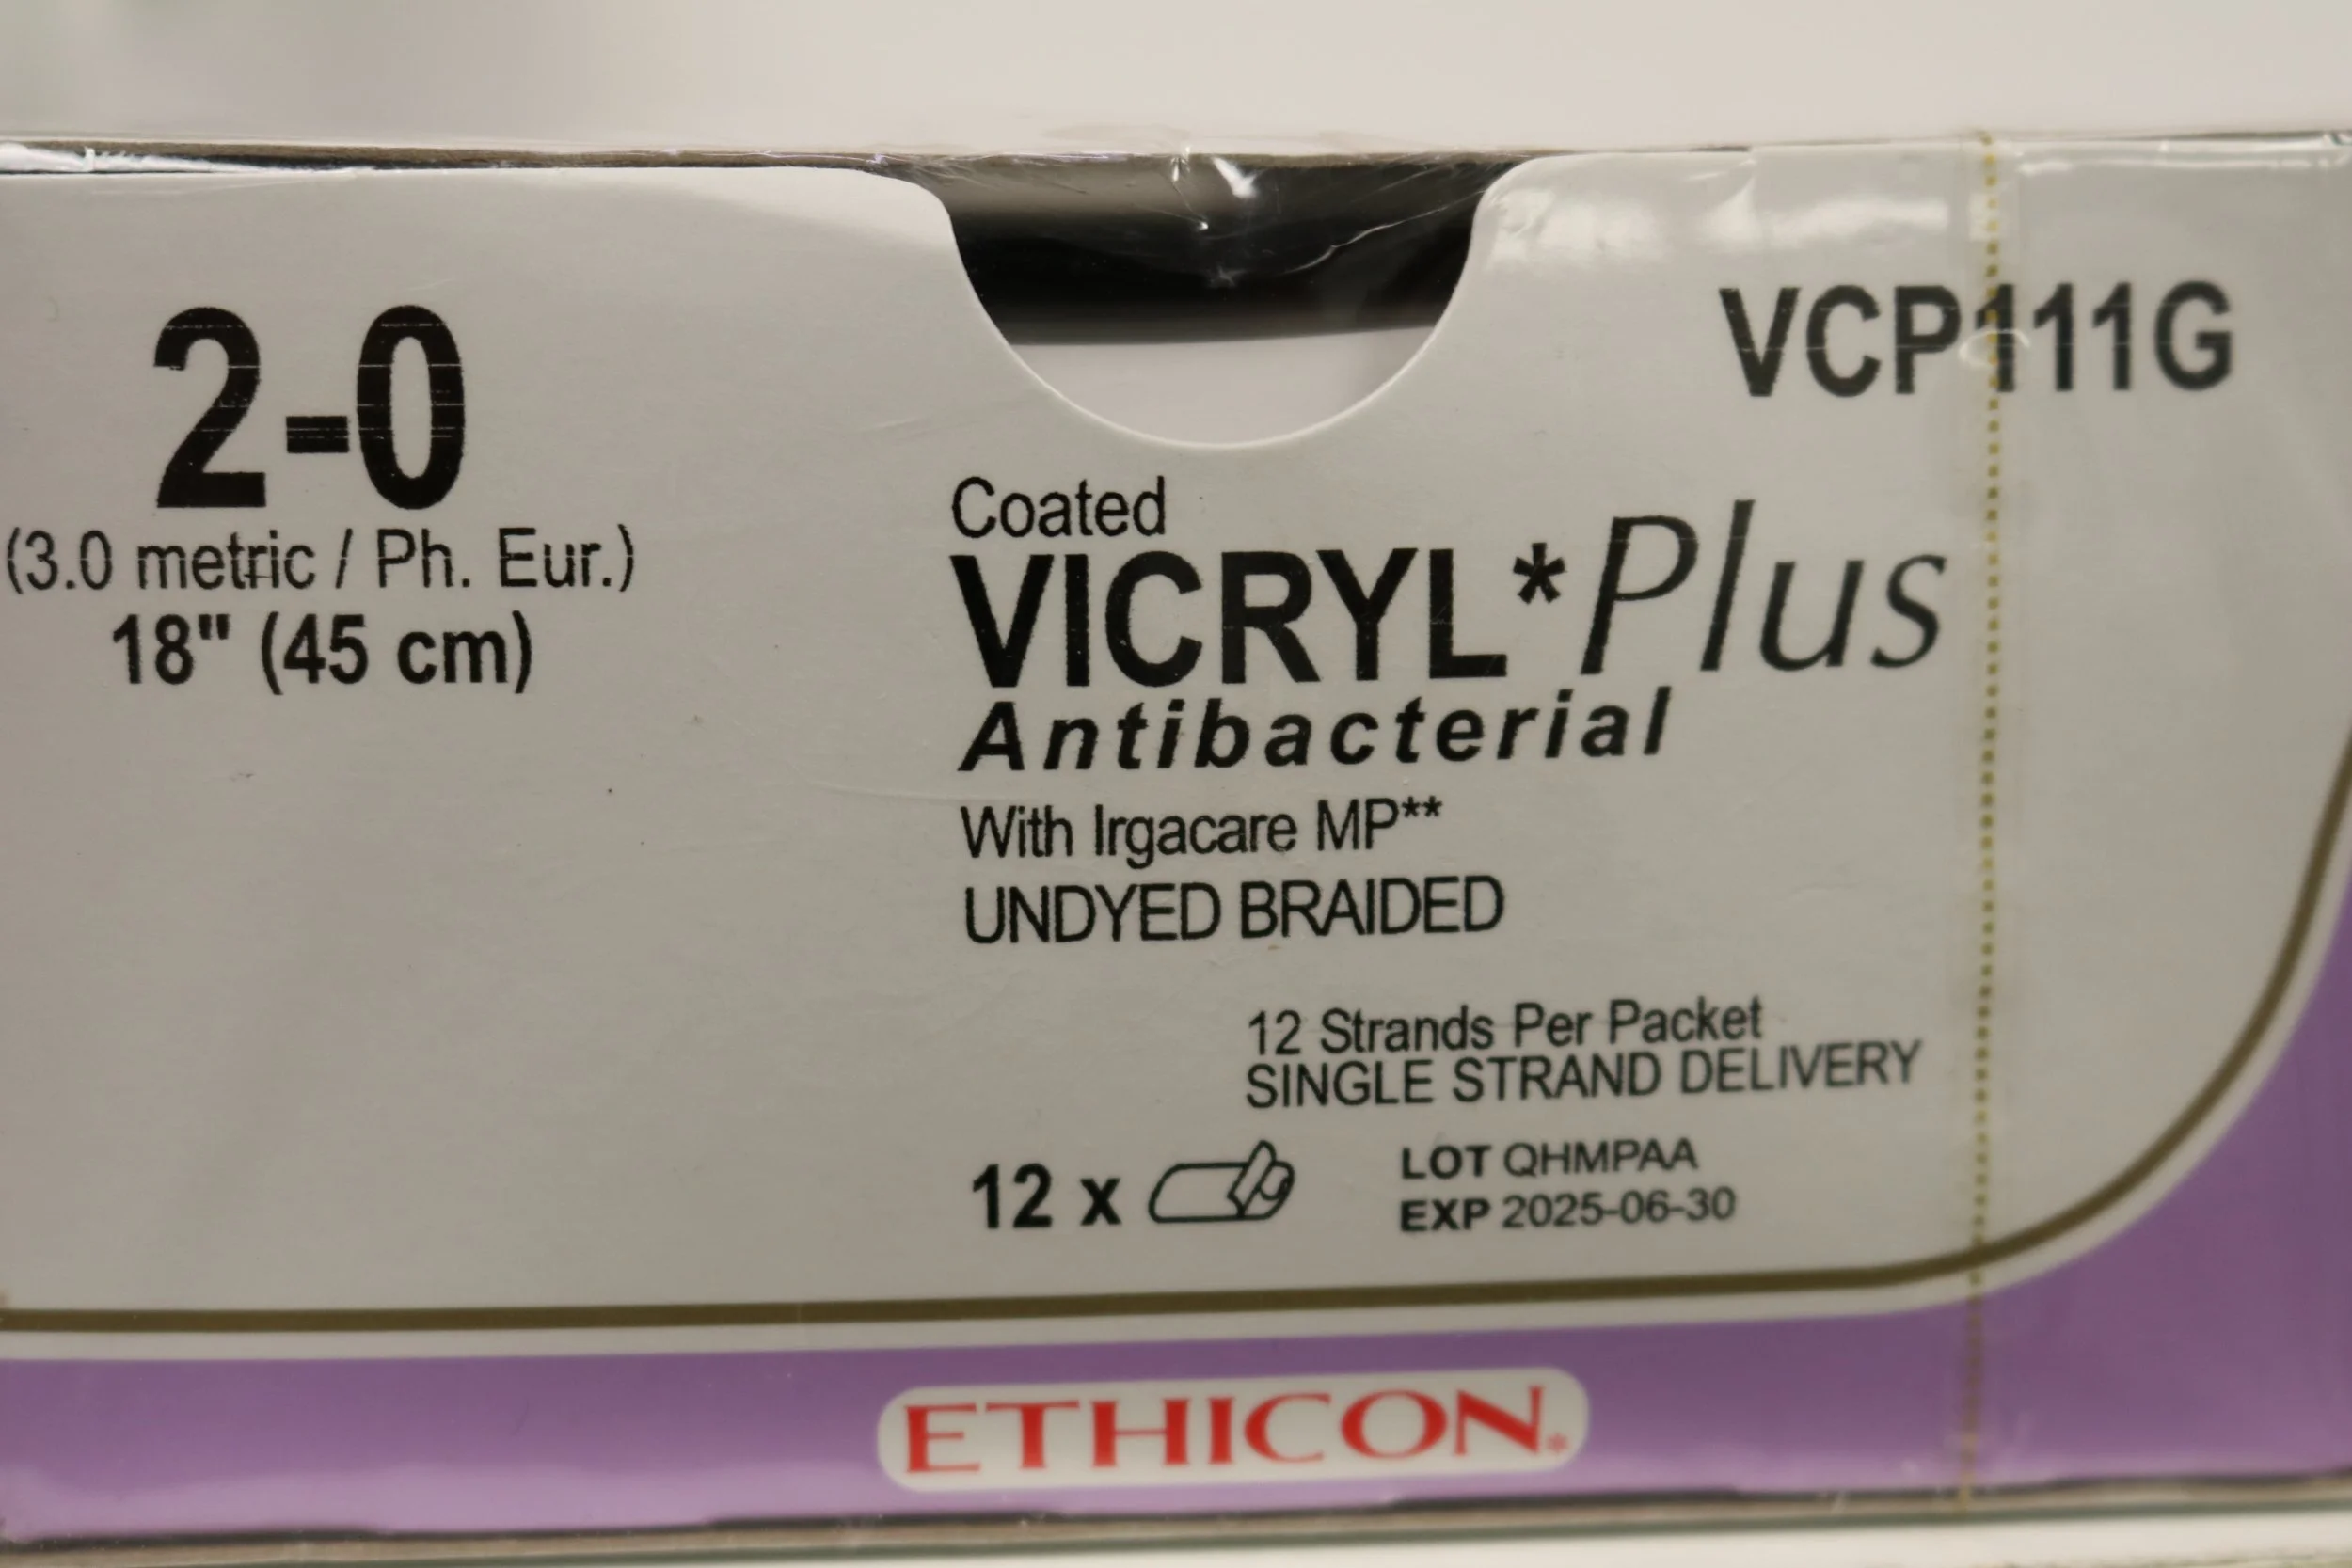 2-0
(3.0 metric / Ph. Eur.)
18" (45 cm)
VCP111G
Coated
VICRYL* Plus
Antibacterial
With Irgacare MP**
UNDYED BRAIDED
12 Strands Per Packet
SINGLE STRAND DELIVERY
12 x
LOT QHMPAA
EXP 2025-06-30
ETHICON*